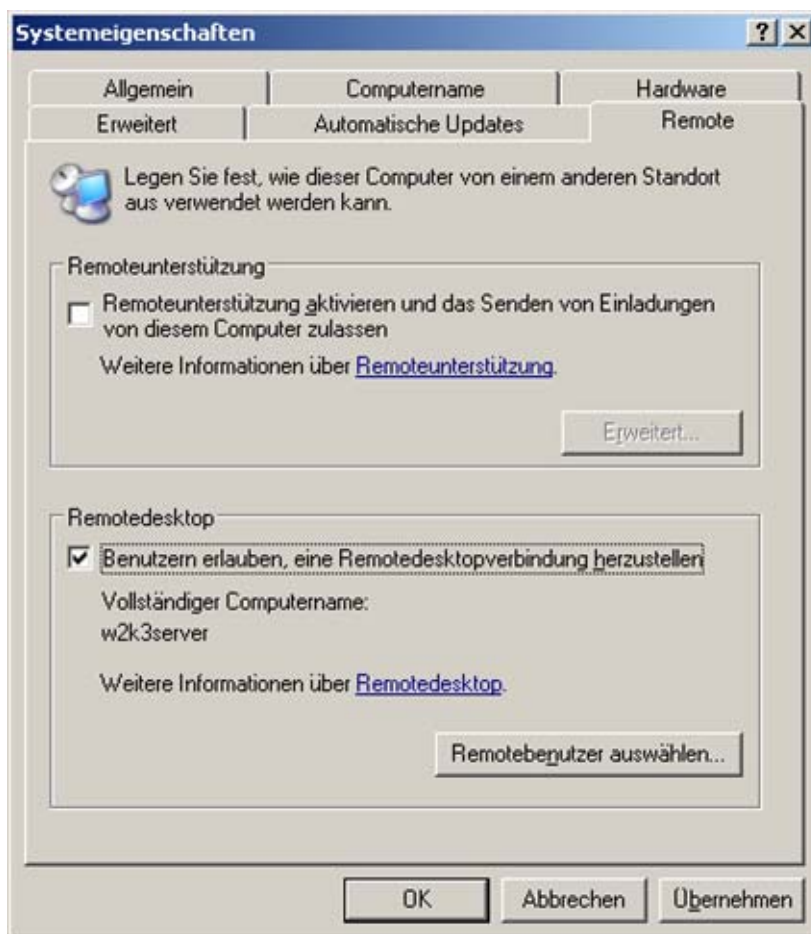 Systemeigenschaften
Allgemein
Computername
Hardware
Erweitert
Automatische Updates
Remote
Legen Sie fest, wie dieser Computer von einem anderen Standort
aus verwendet werden kann.
Remoteunterstützung
Remoteunterstützung aktivieren und das Senden von Einladungen
von diesem Computer zulassen
Weitere Informationen über Remoteunterstützung.
Erweitert...
Remotedesktop
Benutzern erlauben, eine Remotedesktopverbindung herzustellen
Vollständiger Computername:
w2k3server
Weitere Informationen über Remotedesktop.
Remotebenutzer auswählen...
OK
Abbrechen
Übernehmen